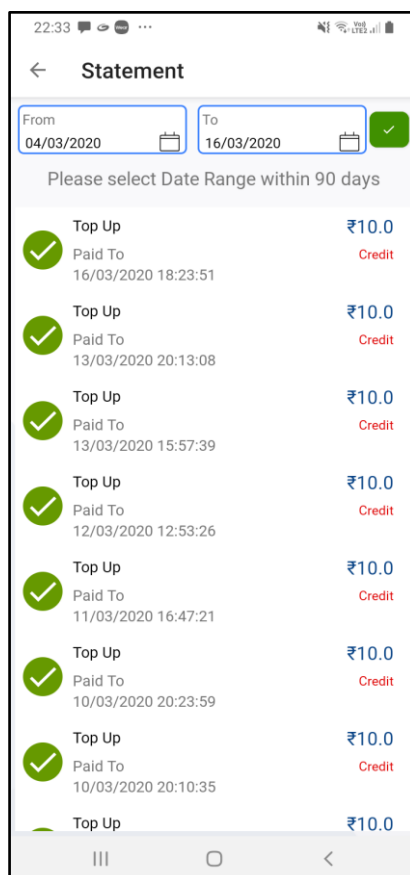 22:33
Vo))
LTE2
Statement
From
04/03/2020
To
16/03/2020
Please select Date Range within 90 days
Top Up ₹10.0
Paid To Credit
16/03/2020 18:23:51
Top Up ₹10.0
Paid To Credit
13/03/2020 20:13:08
Top Up ₹10.0
Paid To Credit
13/03/2020 15:57:39
Top Up ₹10.0
Paid To Credit
12/03/2020 12:53:26
Top Up ₹10.0
Paid To Credit
11/03/2020 16:47:21
Top Up ₹10.0
Paid To Credit
10/03/2020 20:23:59
Top Up ₹10.0
Paid To Credit
10/03/2020 20:10:35
Top Up ₹10.0